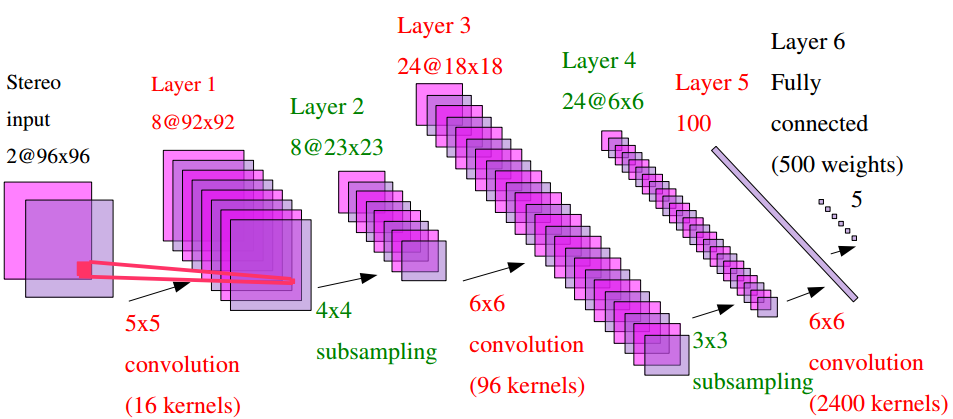 Stereo
input
2@96x96
Layer 1
8@92x92
Layer 2
8@23x23
Layer 3
24@18x18
Layer 4
24@6x6
Layer 5
100
Layer 6
Fully
connected
(500 weights)
5
5x5
convolution
(16 kernels)
4x4
subsampling
6x6
convolution
(96 kernels)
3x3
subsampling
6x6
convolution
(2400 kernels)